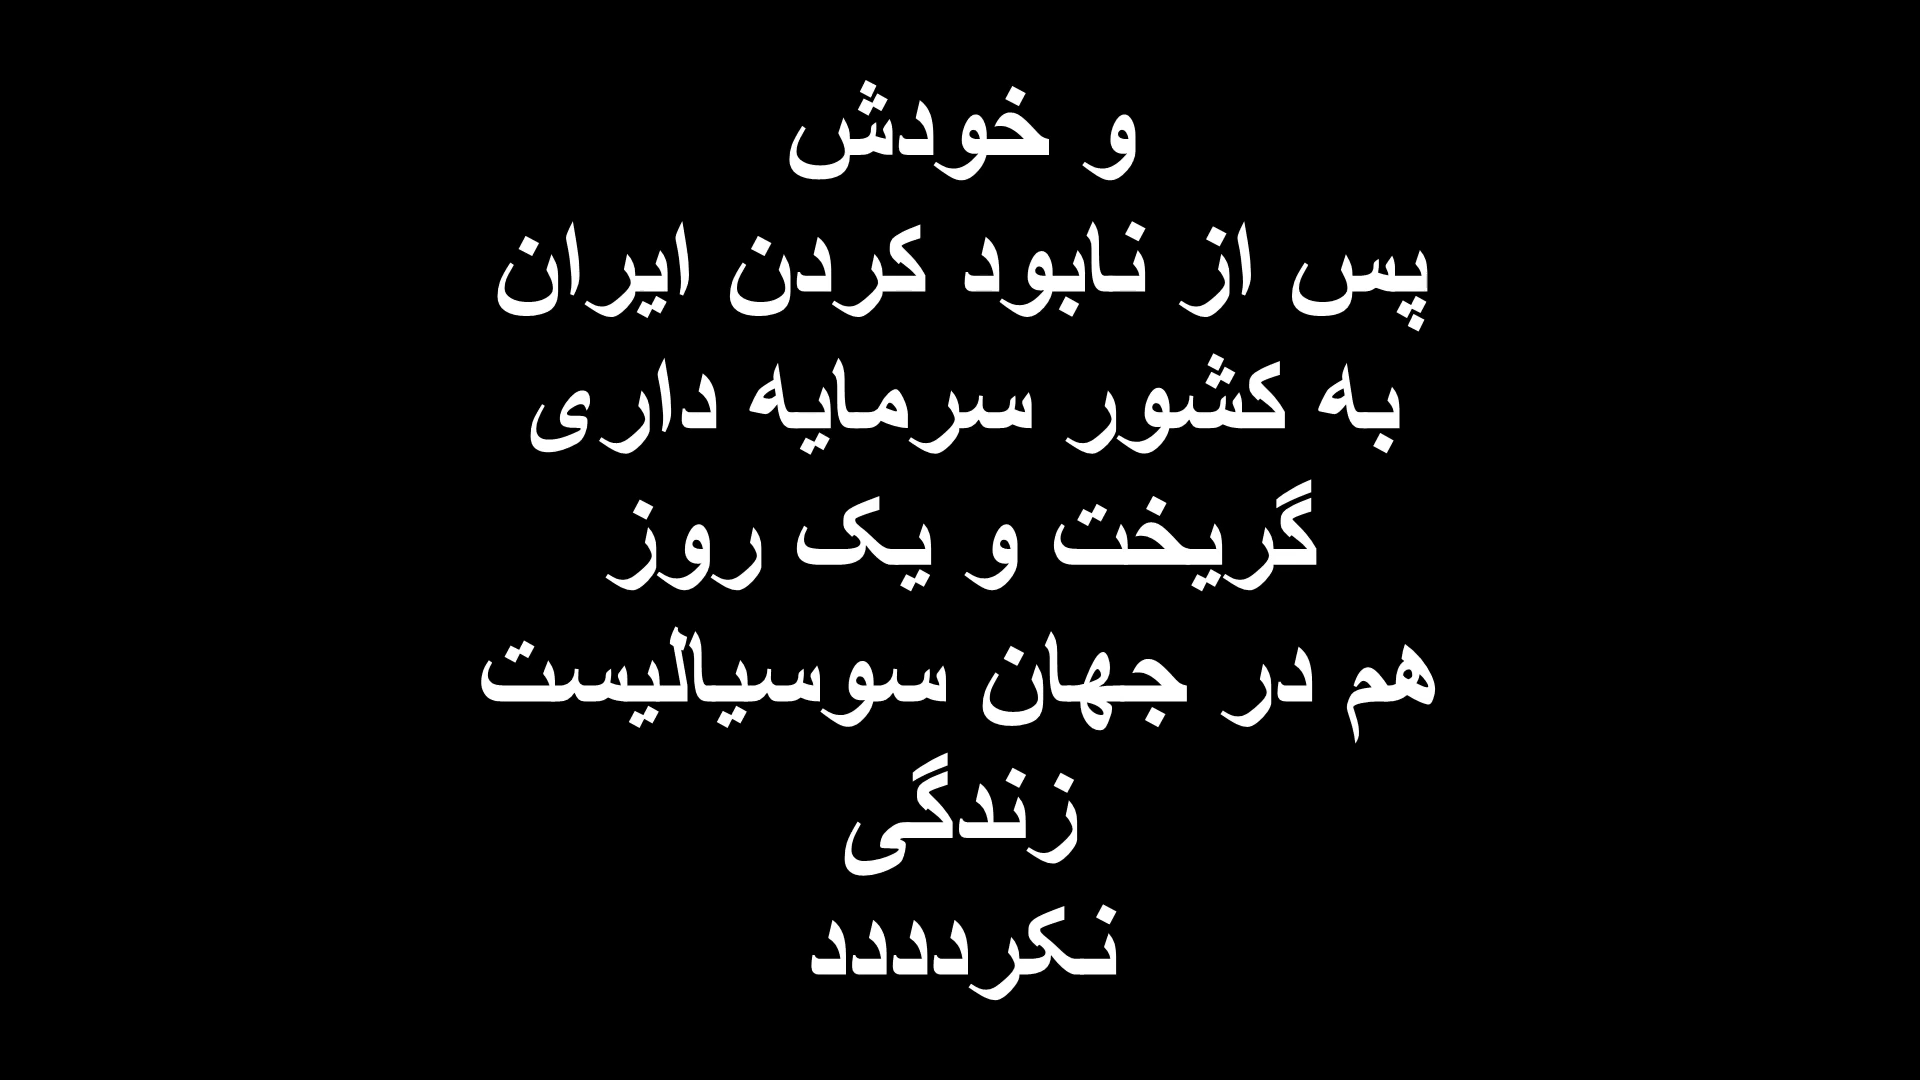 و خودش
پس از نابود کردن ایران
به کشور سرمایه داری
گریخت و یک روز
هم در جهان سوسیالیست
زندگی
نکردددد